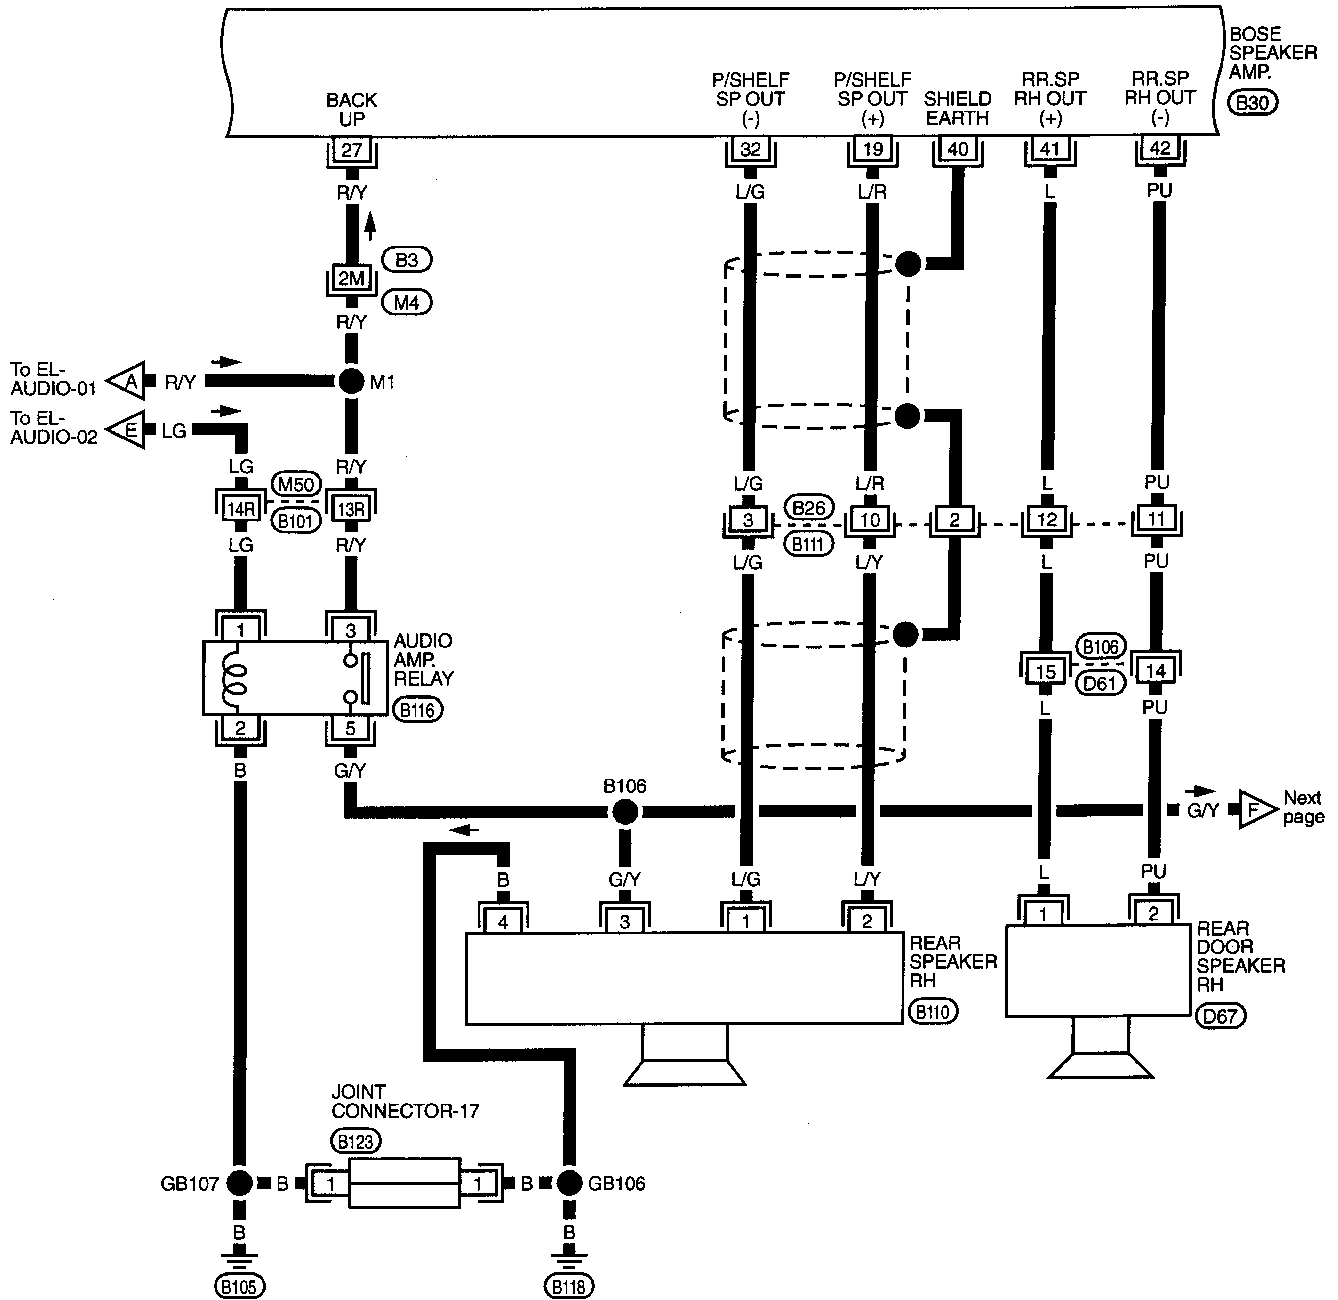 BOSE
SPEAKER
AMP.
B30
BACK
UP
P/SHELF
SP OUT
(-)
P/SHELF
SP OUT
(+)
SHIELD
EARTH
RR.SP
RH OUT
(+)
RR.SP
RH OUT
(-)
27
32
19
40
41
42
R/Y
L/G
L/R
L
PU
B3
2M
M4
R/Y
To EL-
AUDIO-01
A
R/Y
M1
To EL-
AUDIO-02
E
LG
LG
R/Y
L/G
L/R
L
PU
14R
M50
B101
13R
3
B26
B111
10
2
12
11
LG
R/Y
L/G
L/Y
L
PU
1
3
AUDIO
AMP.
RELAY
B116
15
B106
D61
14
2
5
L
PU
B
G/Y
B106
G/Y
F
Next
page
B
G/Y
L/G
L/Y
L
PU
4
3
1
2
1
2
REAR
SPEAKER
RH
B110
REAR
DOOR
SPEAKER
RH
D67
JOINT
CONNECTOR-17
B123
GB107
B
1
1
B
GB106
B
B
B105
B118